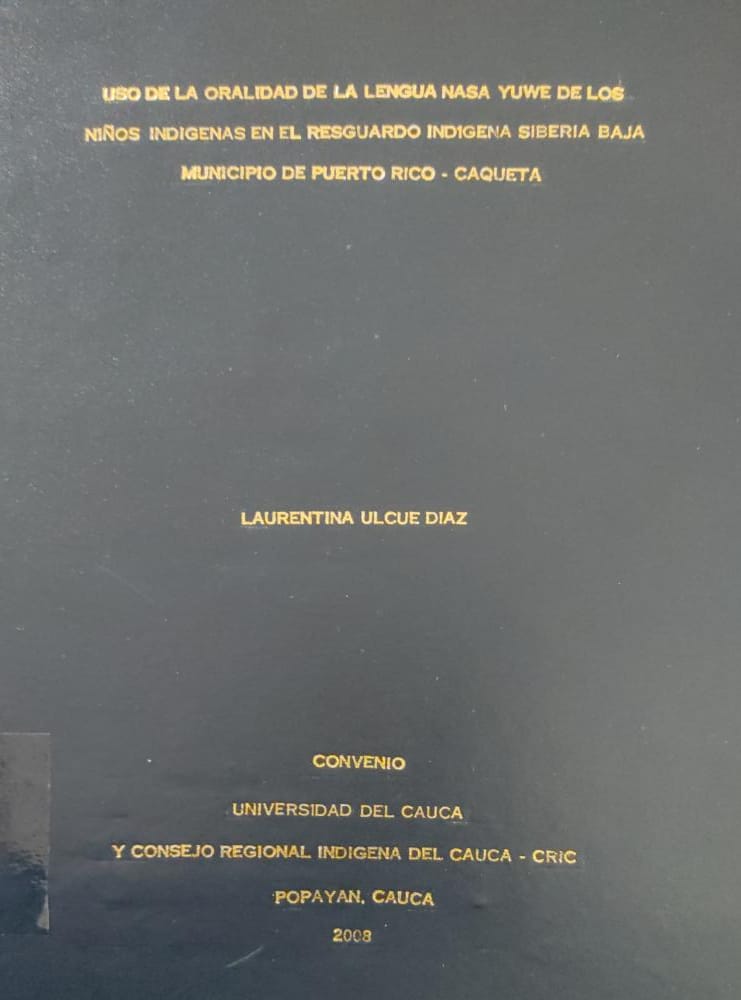 USO DE LA ORALIDAD DE LA LENGUA NASA YUWE DE LOS
NIÑOS INDIGENAS EN EL RESGUARDO INDIGENA SIBERIA BAJA
MUNICIPIO DE PUERTO RICO - CAQUETA
LAURENTINA ULCUE DIAZ
CONVENIO
UNIVERSIDAD DEL CAUCA
Y CONSEJO REGIONAL INDIGENA DEL CAUCA - CRIC
POPAYAN, CAUCA
2008